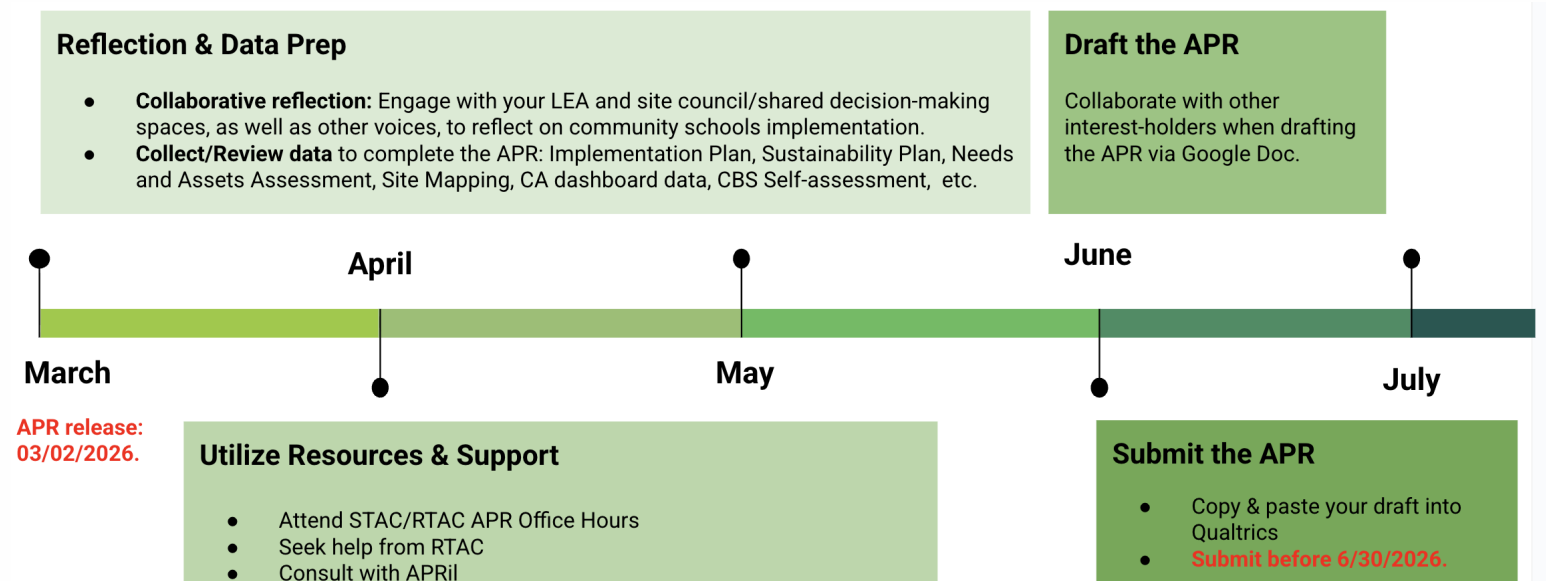 Reflection & Data Prep
● Collaborative reflection: Engage with your LEA and site council/shared decision-making
spaces, as well as other voices, to reflect on community schools implementation.
● Collect/Review data to complete the APR: Implementation Plan, Sustainability Plan, Needs
and Assets Assessment, Site Mapping, CA dashboard data, CBS Self-assessment,  etc.
Draft the APR
Collaborate with other
interest-holders when drafting
the APR via Google Doc.
April
June
March
May
July
APR release:
03/02/2026.
Utilize Resources & Support
● Attend STAC/RTAC APR Office Hours
● Seek help from RTAC
● Consult with APRil
Submit the APR
● Copy & paste your draft into
Qualtrics
● Submit before 6/30/2026.